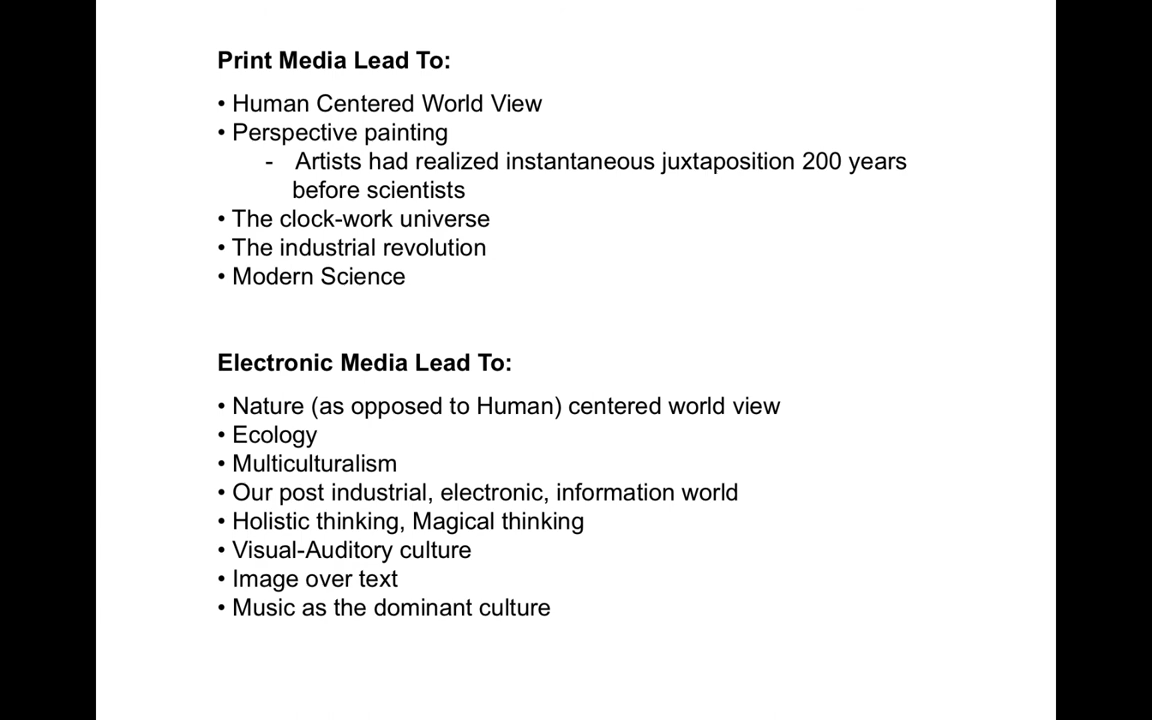 Print Media Lead To:
• Human Centered World View
• Perspective painting
- Artists had realized instantaneous juxtaposition 200 years
before scientists
• The clock-work universe
• The industrial revolution
• Modern Science
Electronic Media Lead To:
• Nature (as opposed to Human) centered world view
• Ecology
• Multiculturalism
• Our post industrial, electronic, information world
• Holistic thinking, Magical thinking
• Visual-Auditory culture
• Image over text
• Music as the dominant culture